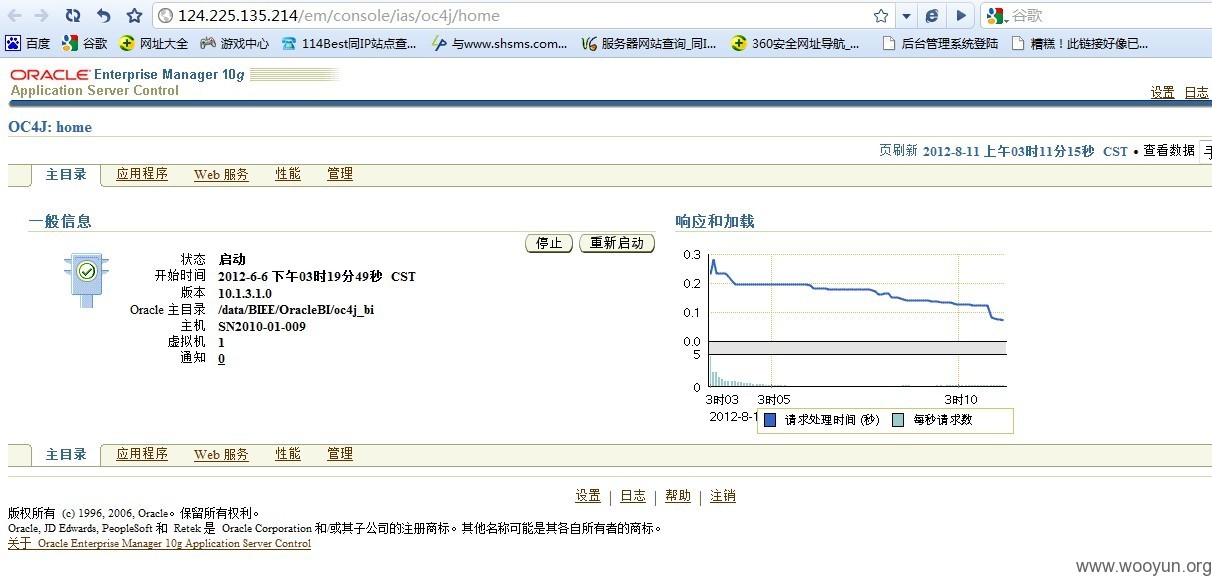 124.225.135.214/em/console/ias/oc4j/home
谷歌
百度 谷歌 网址大全 游戏中心 114Best同IP站点查... 与www.shsms.com... 服务器网站查询_同I... 360安全网址导航_... 后台管理系统登陆 糟糕！此链接好像已...
ORACLE Enterprise Manager 10g
Application Server Control
设置 日志
OC4J: home
页刷新 2012-8-11 上午03时11分15秒 CST • 查看数据
主目录 应用程序 Web 服务 性能 管理
一般信息
停止 重新启动
状态 启动
开始时间 2012-6-6 下午03时19分49秒 CST
版本 10.1.3.1.0
Oracle 主目录 /data/BIEE/OracleBI/oc4j_bi
主机 SN2010-01-009
虚拟机 1
通知 0
响应和加载
0.3
0.2
0.1
0.0
5
0
3时03 3时05 3时10
2012-8-1
请求处理时间 (秒) 每秒请求数
主目录 应用程序 Web 服务 性能 管理
设置 | 日志 | 帮助 | 注销
版权所有 (c) 1996, 2006, Oracle。保留所有权利。
Oracle, JD Edwards, PeopleSoft 和 Retek 是 Oracle Corporation 和/或其子公司的注册商标。其他名称可能是其各自所有者的商标。
关于 Oracle Enterprise Manager 10g Application Server Control
www.wooyun.org